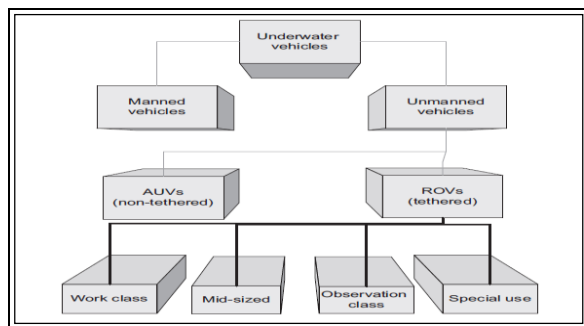 Underwater
vehicles
Manned
vehicles
Unmanned
vehicles
AUVs
(non-tethered)
ROVs
(tethered)
Work class
Mid-sized
Observation
class
Special use